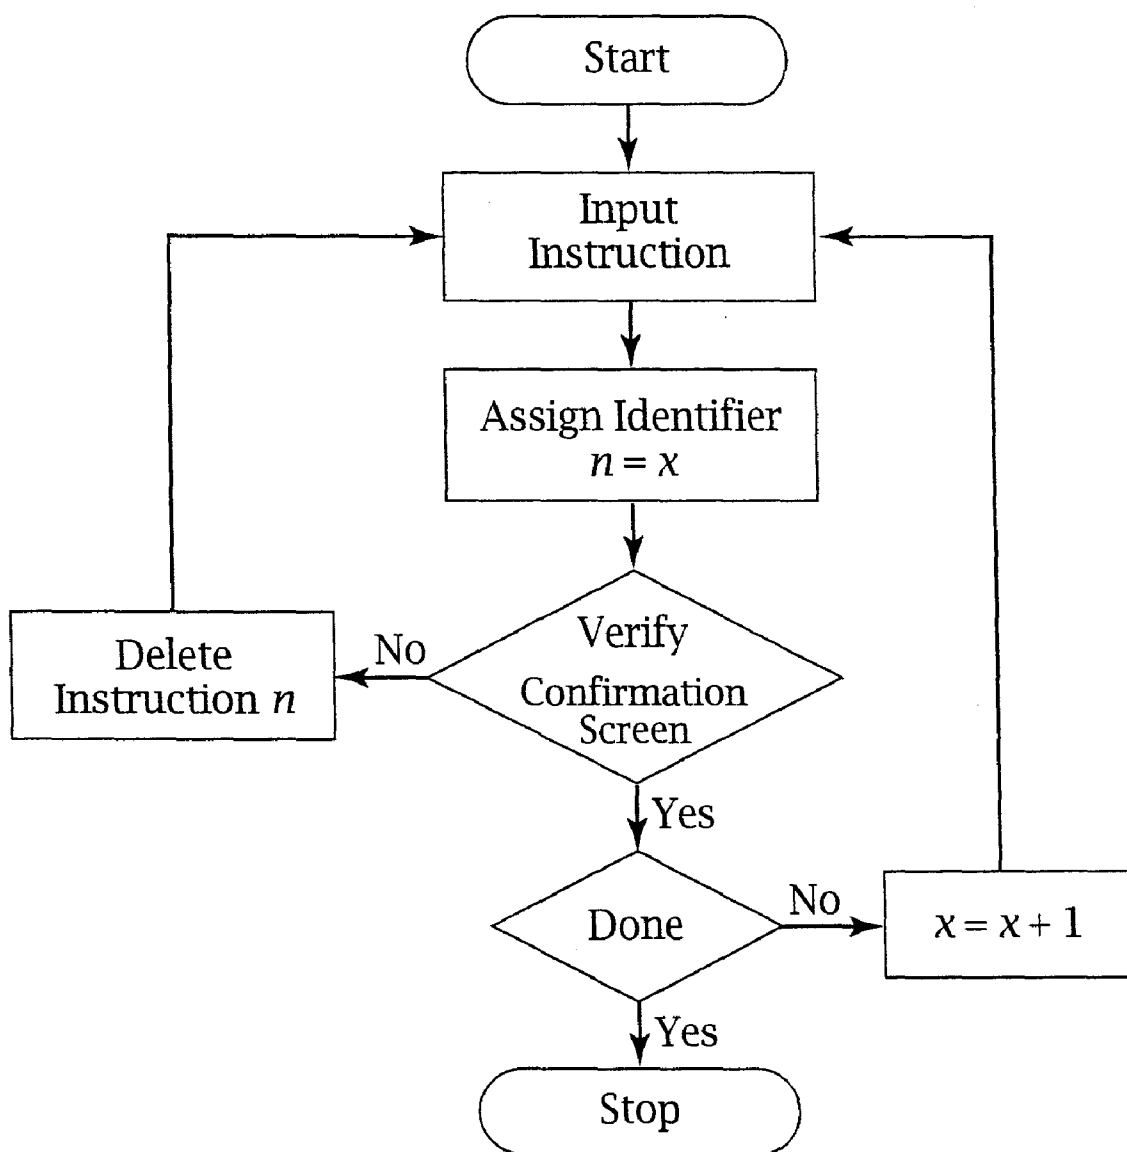 Start
Input
Instruction
Assign Identifier
n = x
Verify
Confirmation
Screen
No
Delete
Instruction n
Yes
Done
No
x = x + 1
Yes
Stop